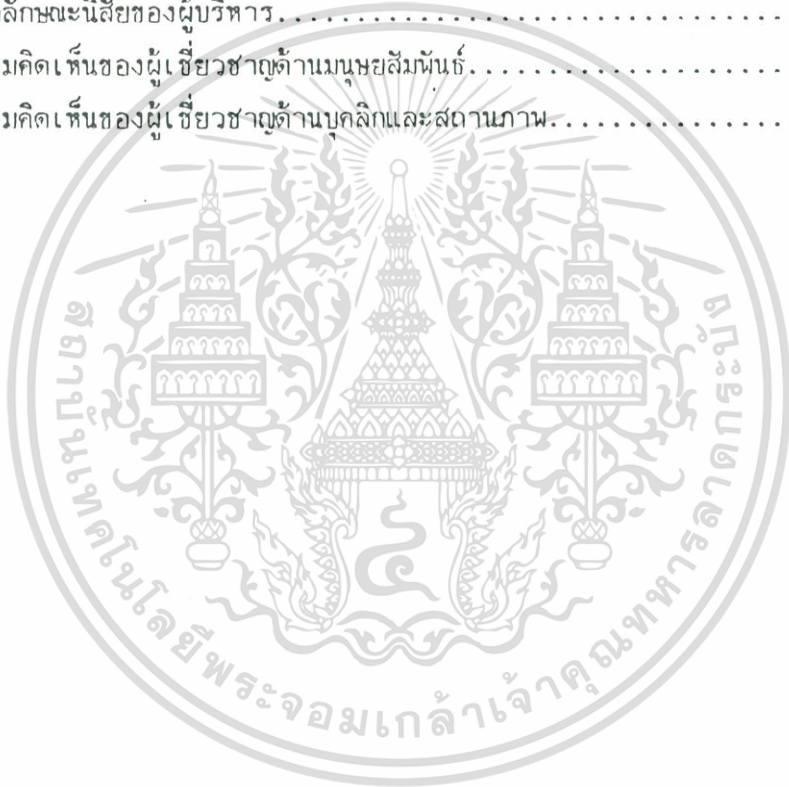 ลักษณะนิสัยของผู้บริหาร....................................
มคิดเห็นของผู้เชี่ยวชาญด้านมนุษยสัมพันธ์.....................
มคิดเห็นของผู้เชี่ยวชาญด้านบุคลิกและสถานภาพ................
สถาบันเทคโนโลยีพระจอมเกล้าเจ้าคุณทหารลาดกระบัง